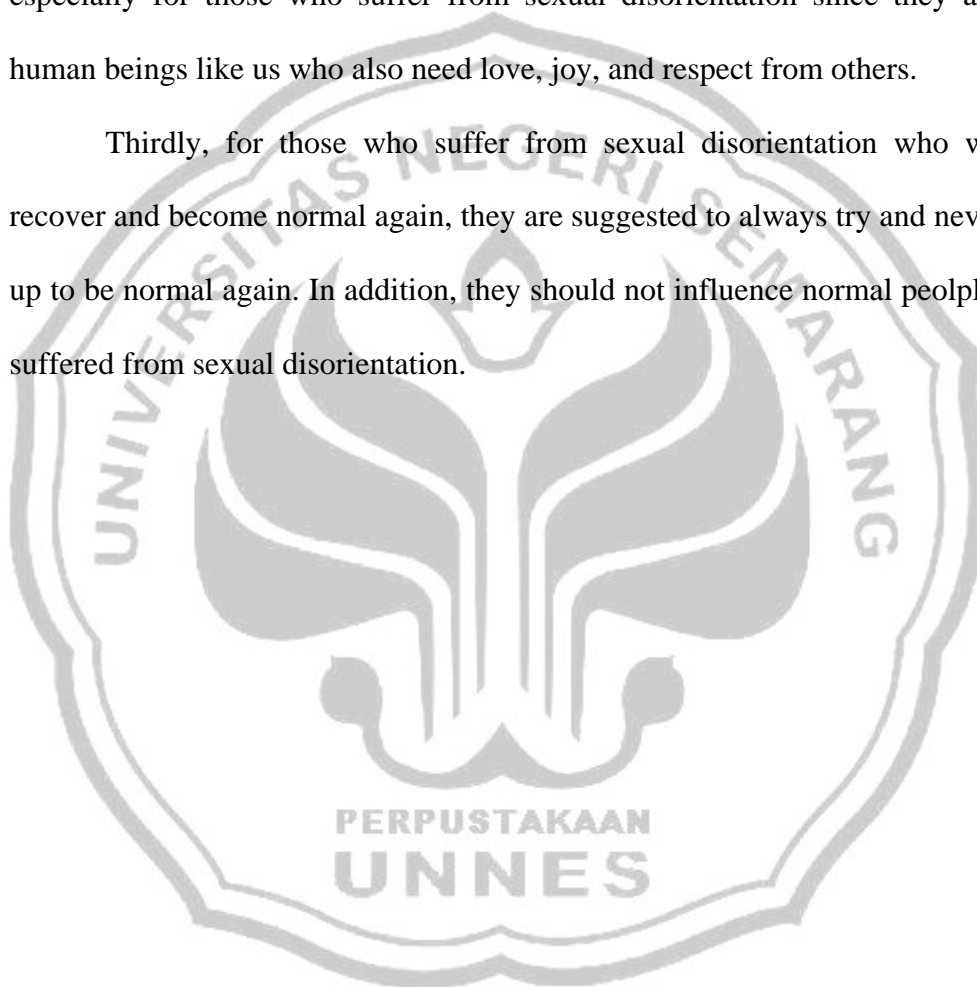 especially for those who suffer from sexual disorientation since they a
human beings like us who also need love, joy, and respect from others.
Thirdly, for those who suffer from sexual disorientation who w
recover and become normal again, they are suggested to always try and nev
up to be normal again. In addition, they should not influence normal peolpl
suffered from sexual disorientation.
UNIVERSITAS NEGERI SEMARANG
PERPUSTAKAAN
UNNES